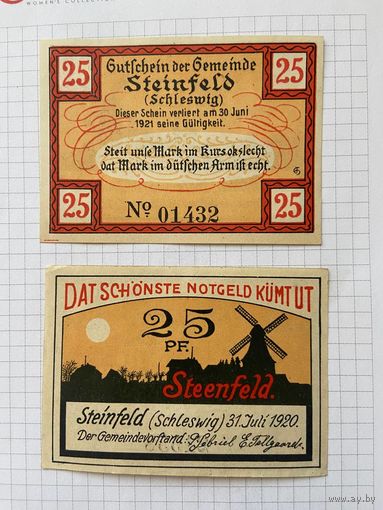 WOMEN'S COLLECTION
25 Gutschein der Gemeinde 25
Steinfeld
(Schleswig)
Dieser Schein verliert am 30 Juni
1921 seine Gültigkeit.
Steit unse Mark im Kurs ok slecht
dat Mark im dütschen Arm ist echt.
25 No 01432 25
DAT SCHÖNSTE NOTGELD KÜMT UT
25
PF.
Steenfeld.
Steinfeld (Schleswig) 31. Juli 1920.
Der Gemeindevorstand:
www.ay.by